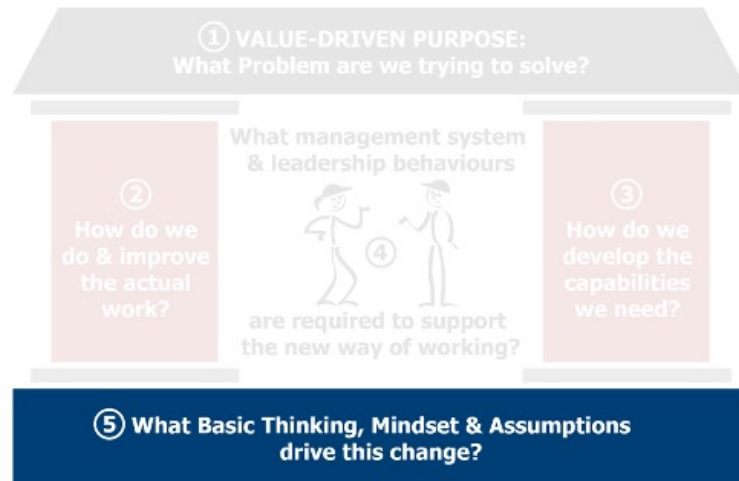 ① VALUE-DRIVEN PURPOSE:
What Problem are we trying to solve?
What management system
& leadership behaviours
②
How do we
do & improve
the actual
work?
④
③
How do we
develop the
capabilities
we need?
are required to support
the new way of working?
⑤ What Basic Thinking, Mindset & Assumptions
drive this change?